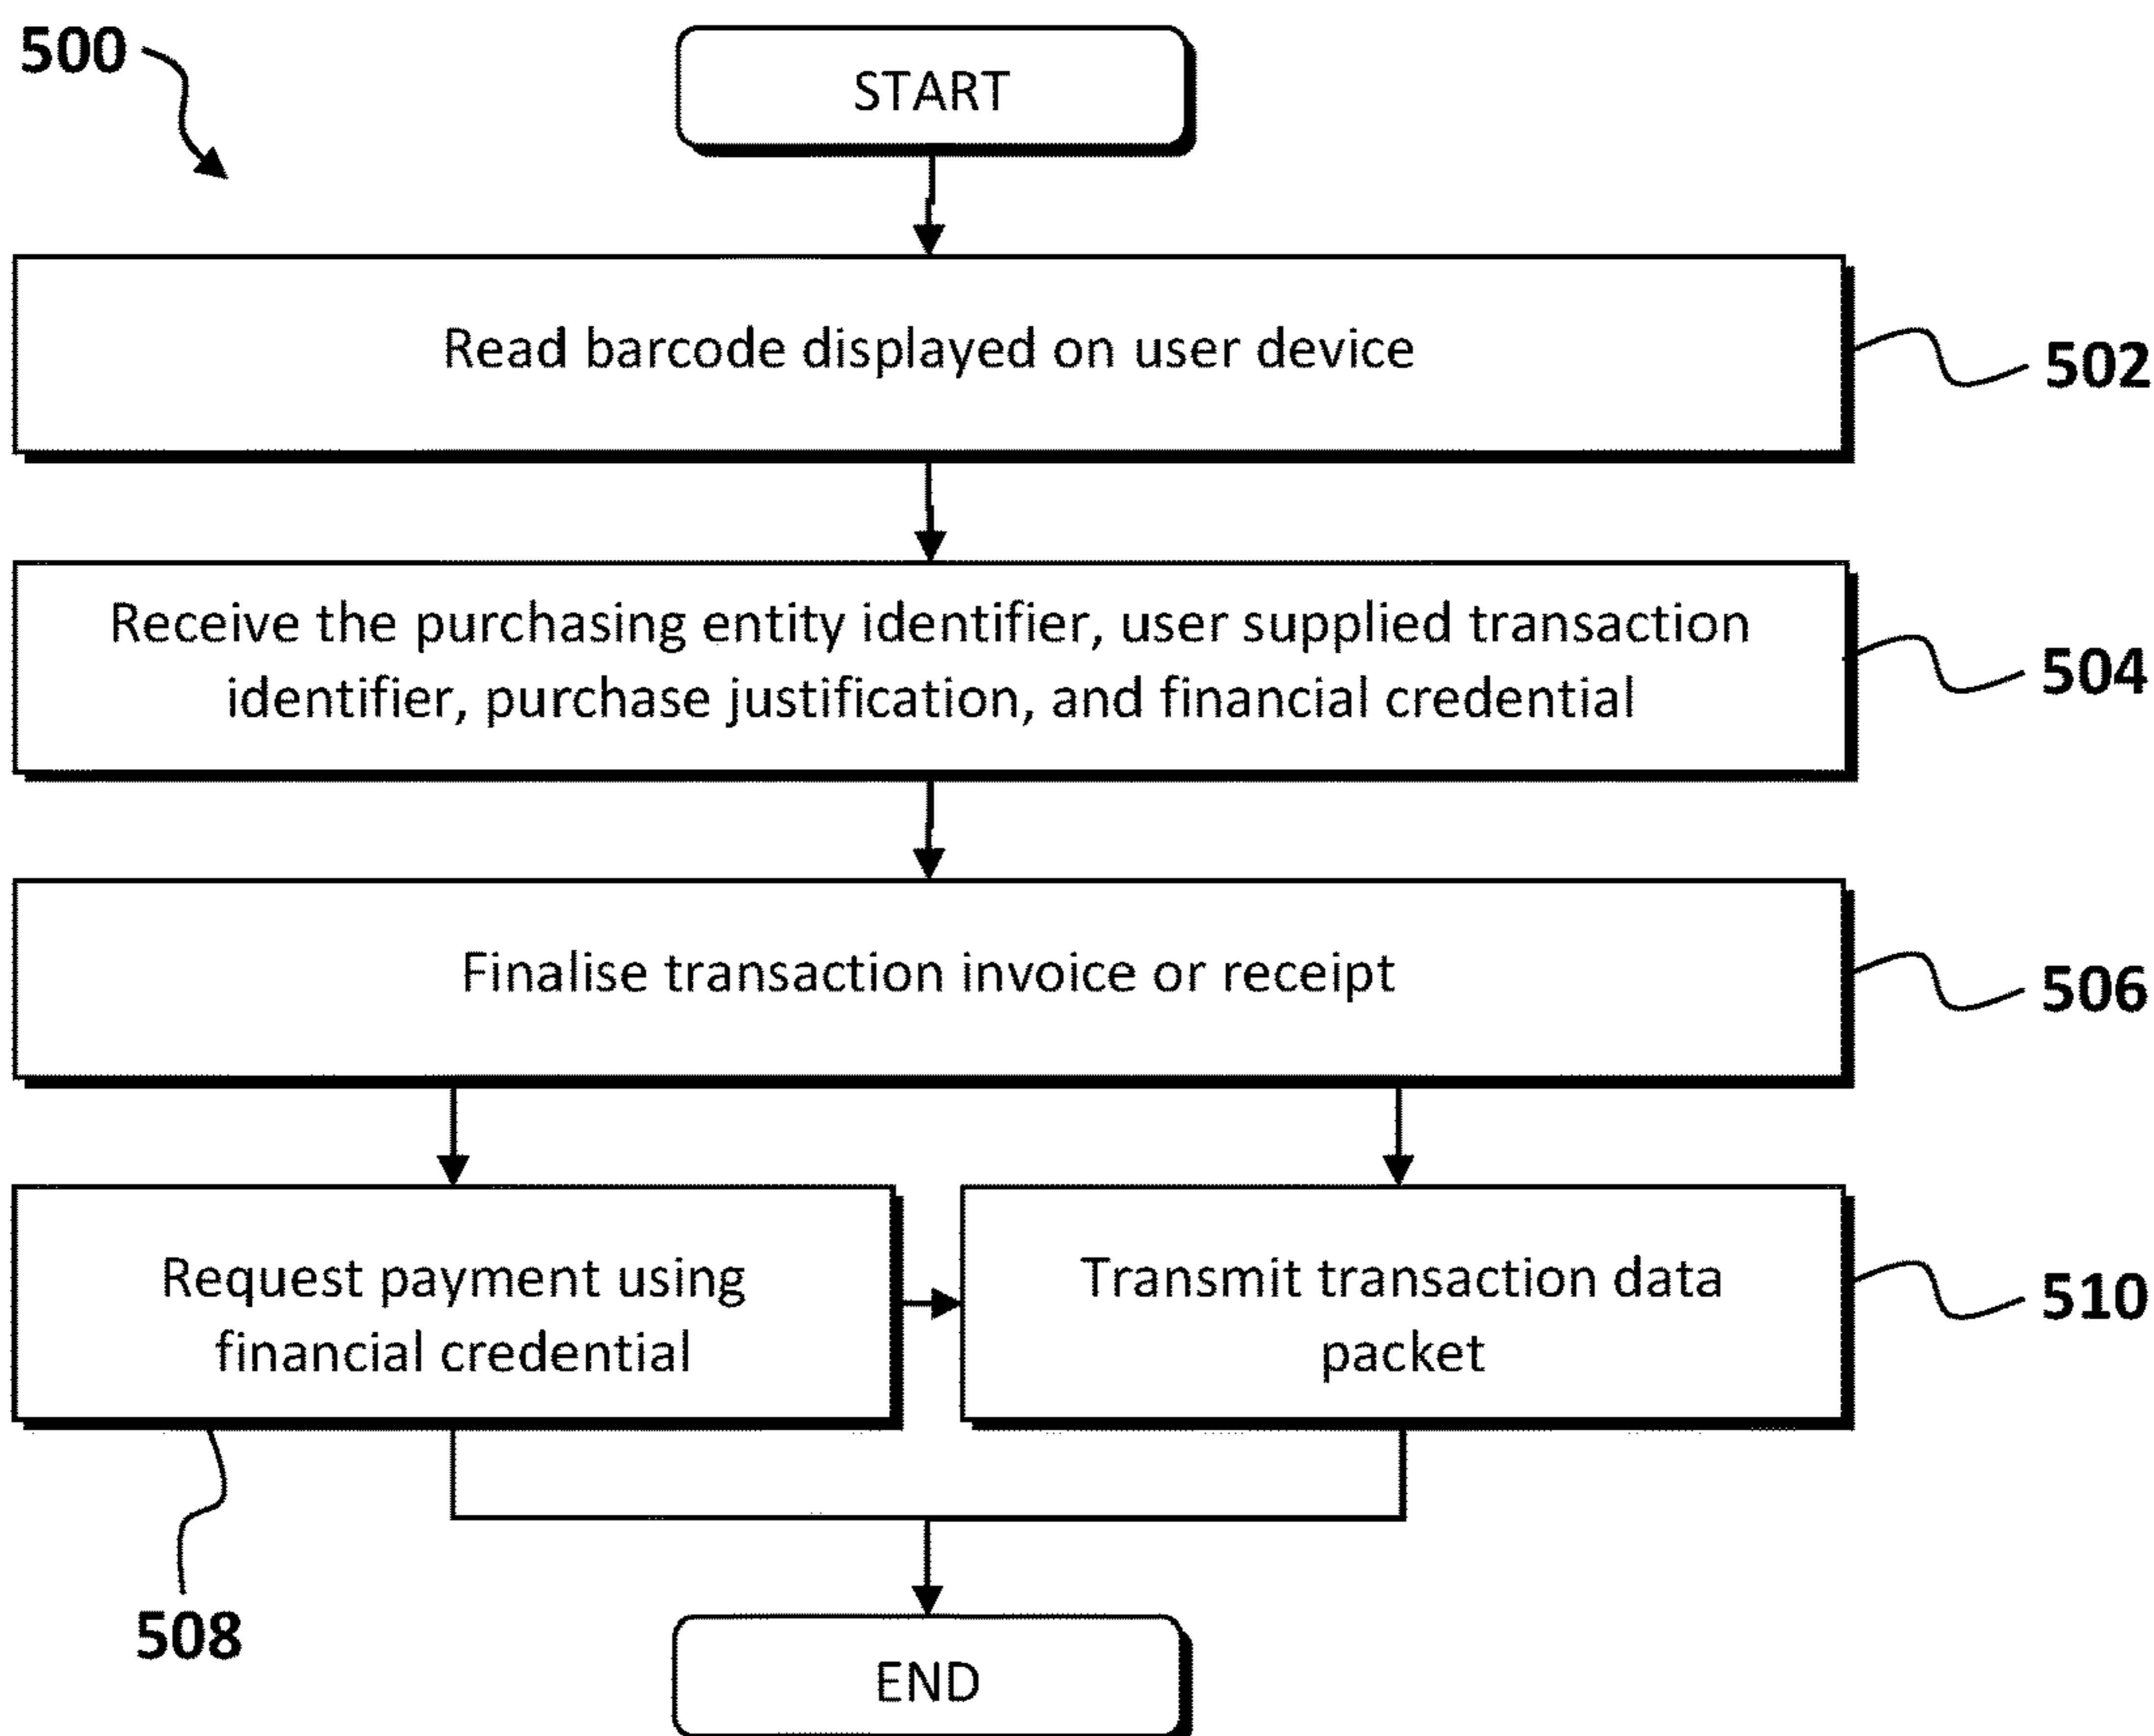 500
START
Read barcode displayed on user device
502
Receive the purchasing entity identifier, user supplied transaction
identifier, purchase justification, and financial credential
504
Finalise transaction invoice or receipt
506
Request payment using
financial credential
508
Transmit transaction data
packet
510
END